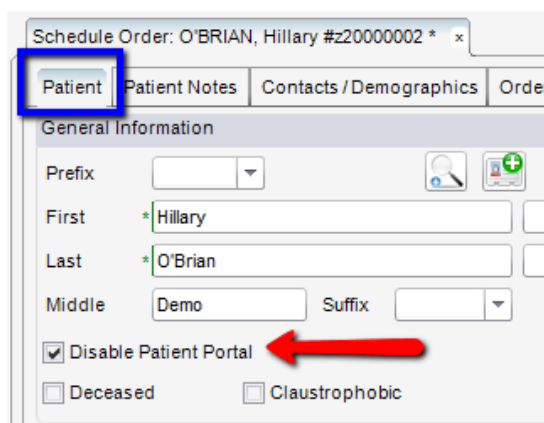 Schedule Order: O'BRIAN, Hillary #z20000002 * x
Patient Patient Notes Contacts / Demographics Orde
General Information
Prefix
First * Hillary
Last * O'Brian
Middle Demo Suffix
Disable Patient Portal
Deceased Claustrophobic